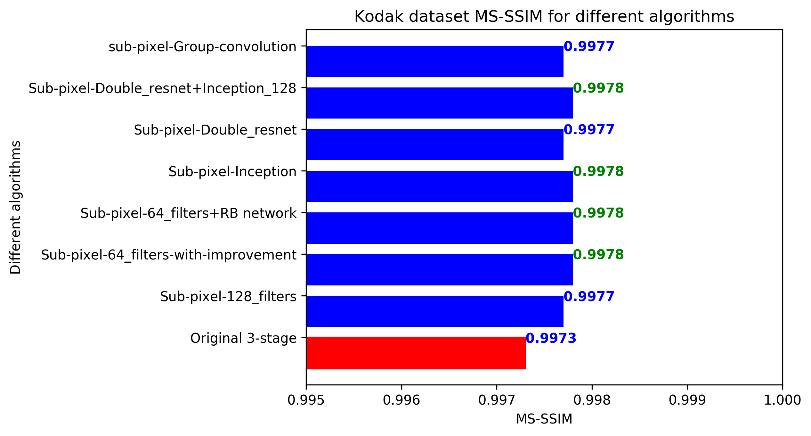 Kodak dataset MS-SSIM for different algorithms
sub-pixel-Group-convolution 0.9977
Sub-pixel-Double_resnet+Inception_128 0.9978
Sub-pixel-Double_resnet 0.9977
Sub-pixel-Inception 0.9978
Sub-pixel-64_filters+RB network 0.9978
Sub-pixel-64_filters-with-improvement 0.9978
Sub-pixel-128_filters 0.9977
Original 3-stage 0.9973
Different algorithms
0.995 0.996 0.997 0.998 0.999 1.000
MS-SSIM